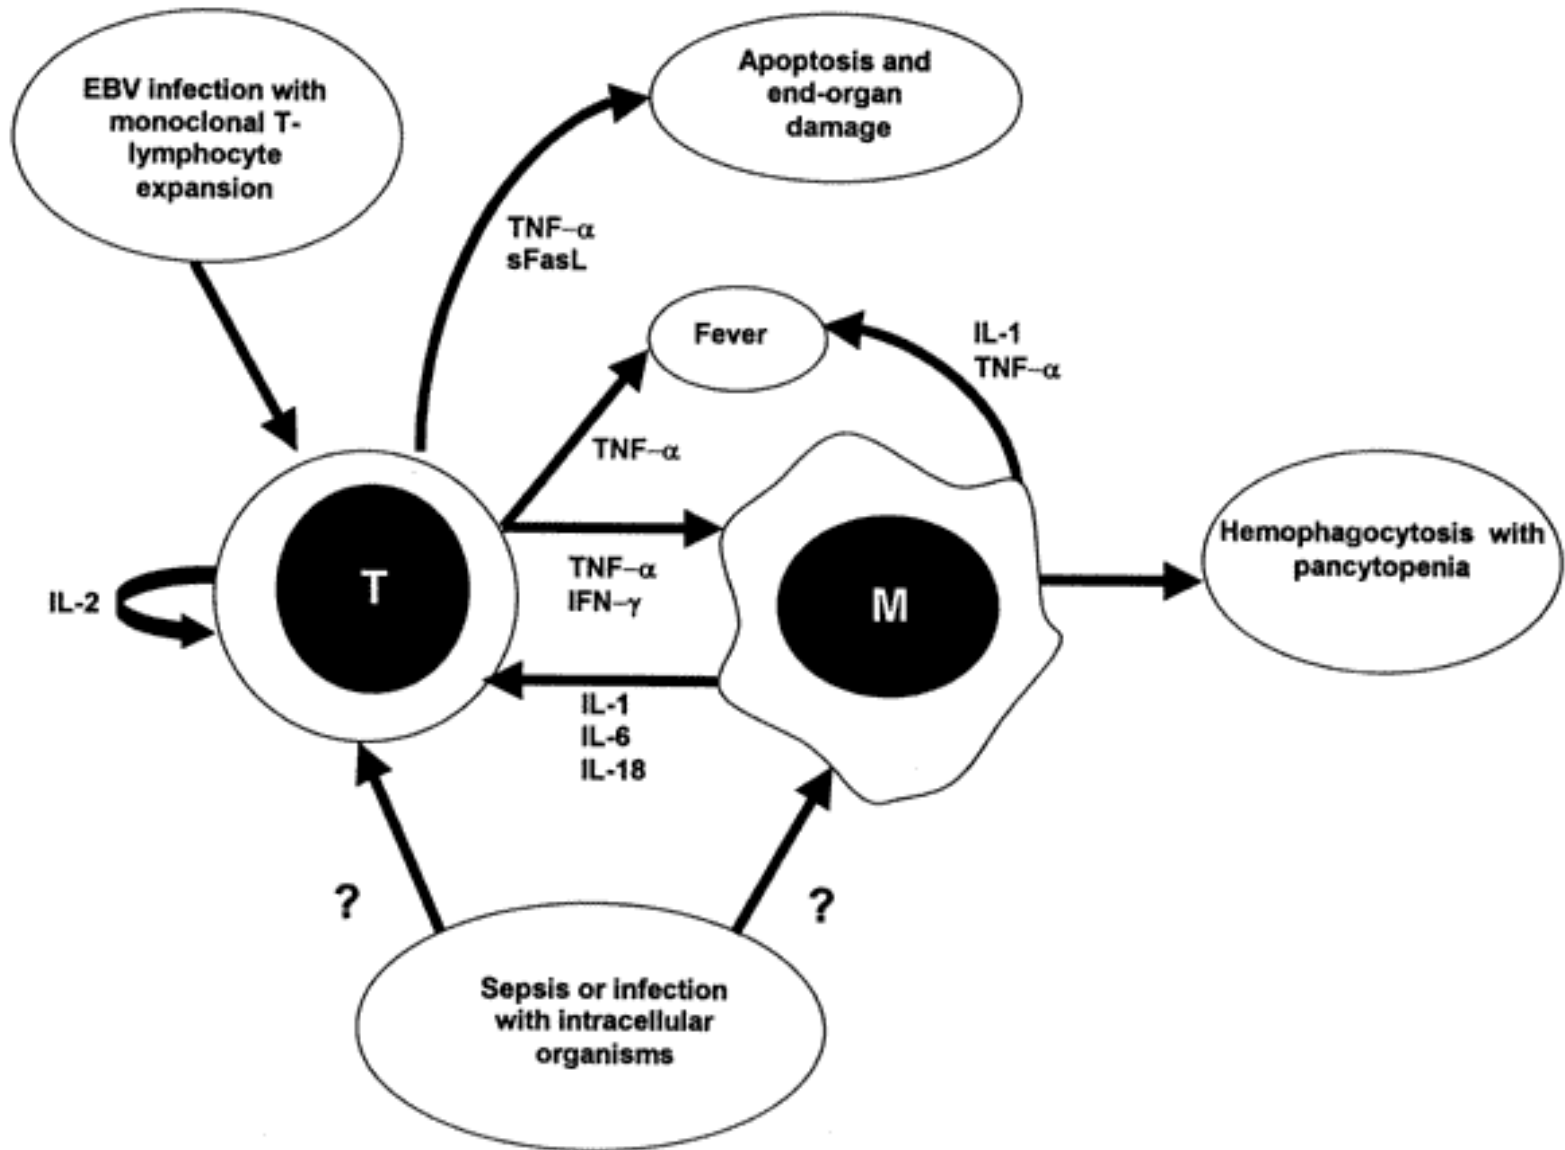 EBV infection with
monoclonal T-
lymphocyte
expansion
Apoptosis and
end-organ
damage
TNF–α
sFasL
Fever
IL-1
TNF–α
TNF–α
Hemophagocytosis with
pancytopenia
T
TNF–α
IFN–γ
M
IL-2
IL-1
IL-6
IL-18
?
?
Sepsis or infection
with intracellular
organisms